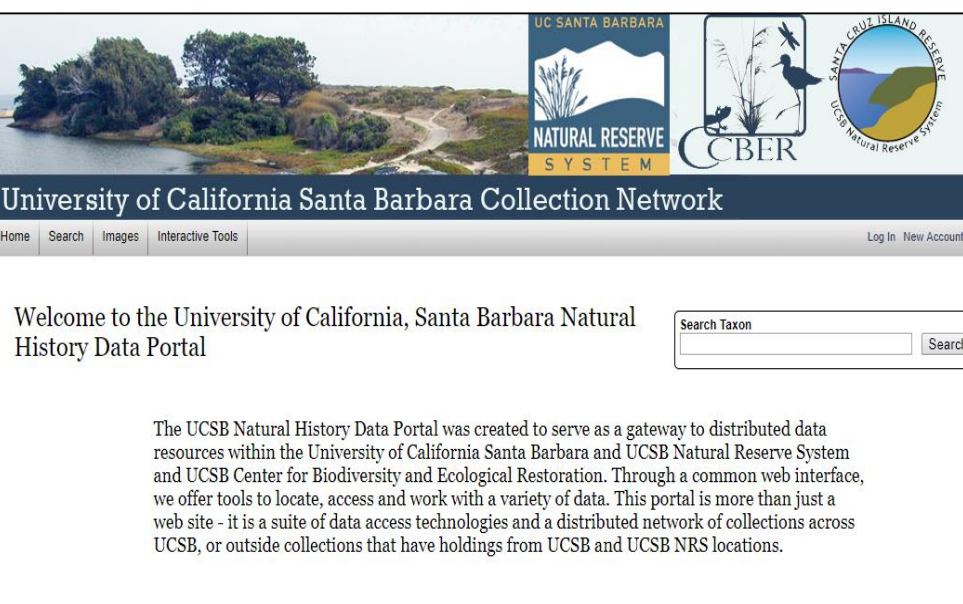 UC SANTA BARBARA
NATURAL RESERVE
SYSTEM
CCBER
SANTA CRUZ ISLAND RESERVE
UCSB Natural Reserve System
University of California Santa Barbara Collection Network
Home Search Images Interactive Tools Log In New Account
Welcome to the University of California, Santa Barbara Natural
History Data Portal
Search Taxon
Search
The UCSB Natural History Data Portal was created to serve as a gateway to distributed data
resources within the University of California Santa Barbara and UCSB Natural Reserve System
and UCSB Center for Biodiversity and Ecological Restoration. Through a common web interface,
we offer tools to locate, access and work with a variety of data. This portal is more than just a
web site - it is a suite of data access technologies and a distributed network of collections across
UCSB, or outside collections that have holdings from UCSB and UCSB NRS locations.